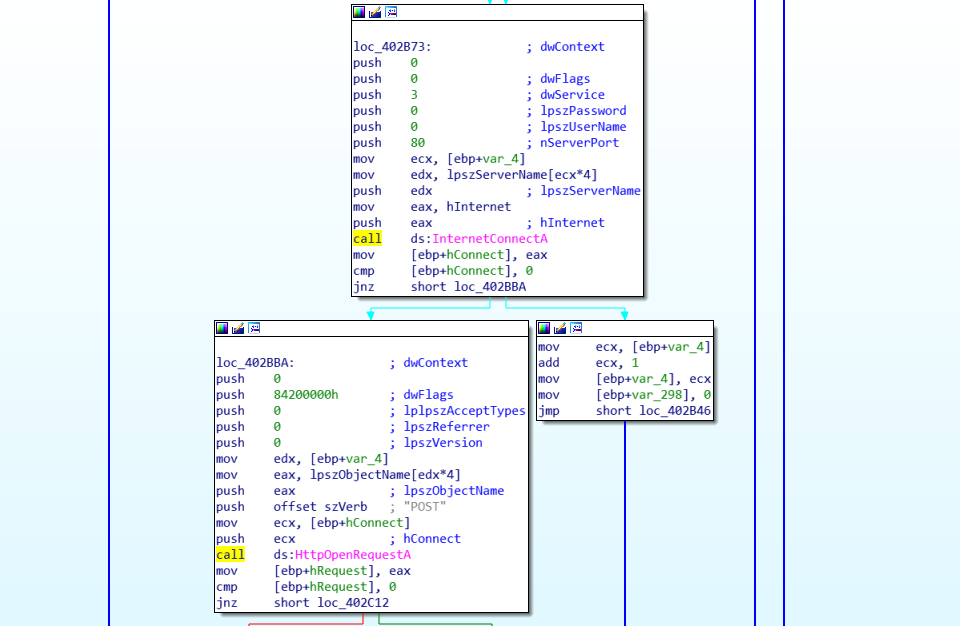 loc_402B73: ; dwContext
push 0
push 0 ; dwFlags
push 3 ; dwService
push 0 ; lpszPassword
push 0 ; lpszUserName
push 80 ; nServerPort
mov ecx, [ebp+var_4]
mov edx, lpszServerName[ecx*4]
push edx ; lpszServerName
mov eax, hInternet
push eax ; hInternet
call ds:InternetConnectA
mov [ebp+hConnect], eax
cmp [ebp+hConnect], 0
jnz short loc_402BBA
loc_402BBA: ; dwContext
push 0
push 84200000h ; dwFlags
push 0 ; lplpszAcceptTypes
push 0 ; lpszReferrer
push 0 ; lpszVersion
mov edx, [ebp+var_4]
mov eax, lpszObjectName[edx*4]
push eax ; lpszObjectName
push offset szVerb ; "POST"
mov ecx, [ebp+hConnect]
push ecx ; hConnect
call ds:HttpOpenRequestA
mov [ebp+hRequest], eax
cmp [ebp+hRequest], 0
jnz short loc_402C12
mov ecx, [ebp+var_4]
add ecx, 1
mov [ebp+var_4], ecx
mov [ebp+var_298], 0
jmp short loc_402B46